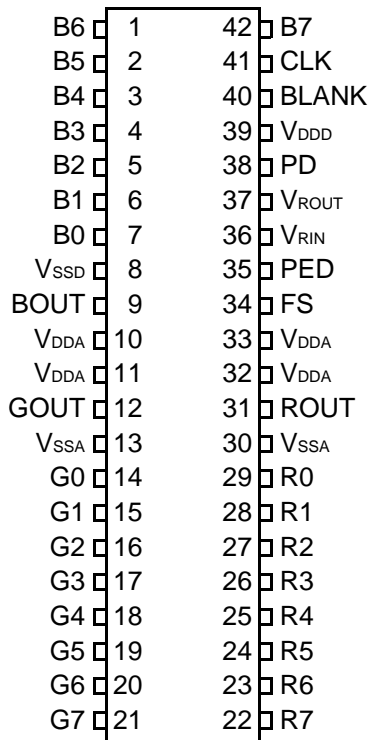 B6 1 42 B7
B5 2 41 CLK
B4 3 40 BLANK
B3 4 39 VDDD
B2 5 38 PD
B1 6 37 VROUT
B0 7 36 VRIN
VSSD 8 35 PED
BOUT 9 34 FS
VDDA 10 33 VDDA
VDDA 11 32 VDDA
GOUT 12 31 ROUT
VSSA 13 30 VSSA
G0 14 29 R0
G1 15 28 R1
G2 16 27 R2
G3 17 26 R3
G4 18 25 R4
G5 19 24 R5
G6 20 23 R6
G7 21 22 R7